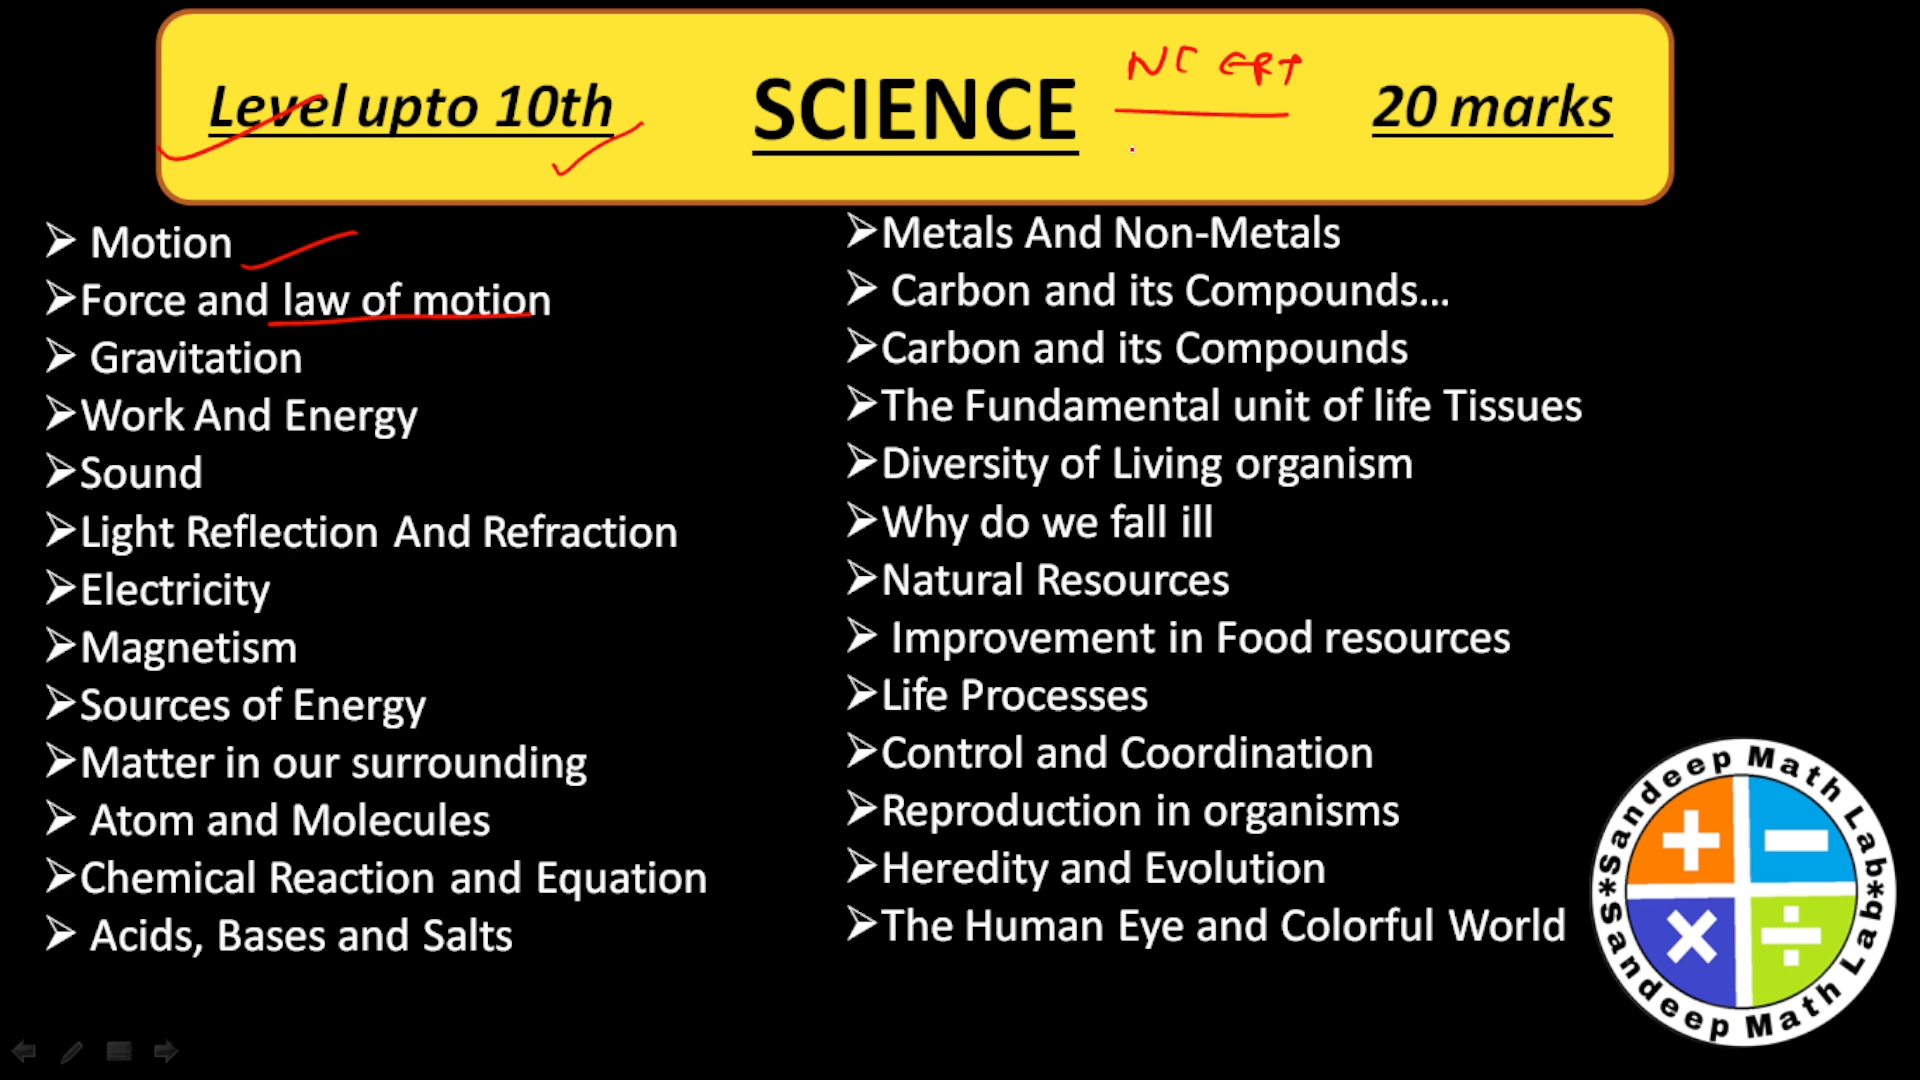 NCERT
Level upto 10th SCIENCE 20 marks
Motion
Force and law of motion
Gravitation
Work And Energy
Sound
Light Reflection And Refraction
Electricity
Magnetism
Sources of Energy
Matter in our surrounding
Atom and Molecules
Chemical Reaction and Equation
Acids, Bases and Salts
Metals And Non-Metals
Carbon and its Compounds...
Carbon and its Compounds
The Fundamental unit of life Tissues
Diversity of Living organism
Why do we fall ill
Natural Resources
Improvement in Food resources
Life Processes
Control and Coordination
Reproduction in organisms
Heredity and Evolution
The Human Eye and Colorful World
*Sandeep Math Lab*
Sandeep Math Lab